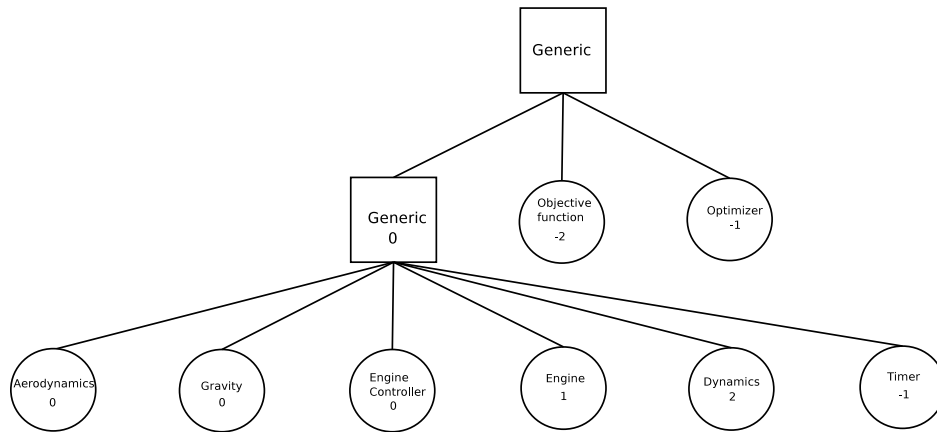 Generic
Generic
0
Objective
function
-2
Optimizer
-1
Aerodynamics
0
Gravity
0
Engine
Controller
0
Engine
1
Dynamics
2
Timer
-1